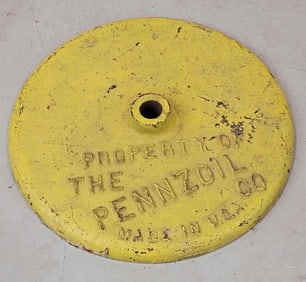 PROPERTY OF
THE
PENNZOIL
CO
MADE IN U.S.A